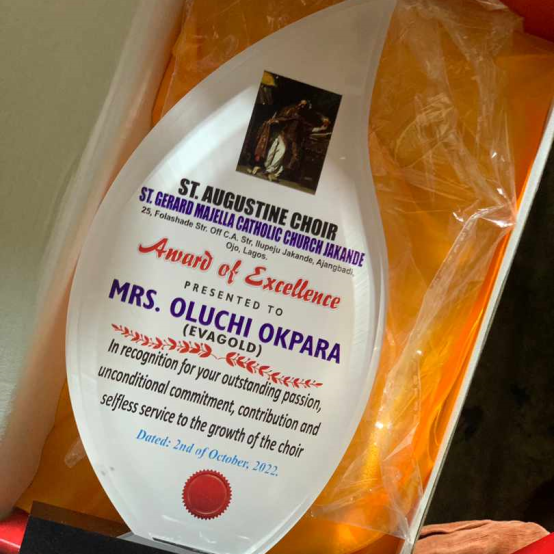 ST. AUGUSTINE CHOIR
ST. GERARD MAJELLA CATHOLIC CHURCH JAKANDE
25, Folashade Str. Off C.A. Str, Ilupeju Jakande, Ajangbadi,
Ojo, Lagos.
Award of Excellence
PRESENTED TO
MRS. OLUCHI OKPARA
(EVAGOLD)
In recognition for your outstanding passion,
unconditional commitment, contribution and
selfless service to the growth of the choir
Dated: 2nd of October, 2022.